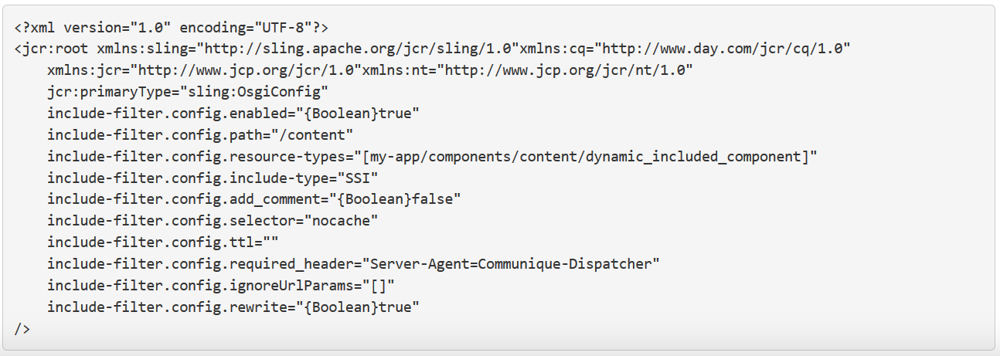 <?xml version="1.0" encoding="UTF-8"?>
<jcr:root xmlns:sling="http://sling.apache.org/jcr/sling/1.0"xmlns:cq="http://www.day.com/jcr/cq/1.0"
    xmlns:jcr="http://www.jcp.org/jcr/1.0"xmlns:nt="http://www.jcp.org/jcr/nt/1.0"
    jcr:primaryType="sling:OsgiConfig"
    include-filter.config.enabled="{Boolean}true"
    include-filter.config.path="/content"
    include-filter.config.resource-types="[my-app/components/content/dynamic_included_component]"
    include-filter.config.include-type="SSI"
    include-filter.config.add_comment="{Boolean}false"
    include-filter.config.selector="nocache"
    include-filter.config.ttl=""
    include-filter.config.required_header="Server-Agent=Communique-Dispatcher"
    include-filter.config.ignoreUrlParams="[]"
    include-filter.config.rewrite="{Boolean}true"
/>